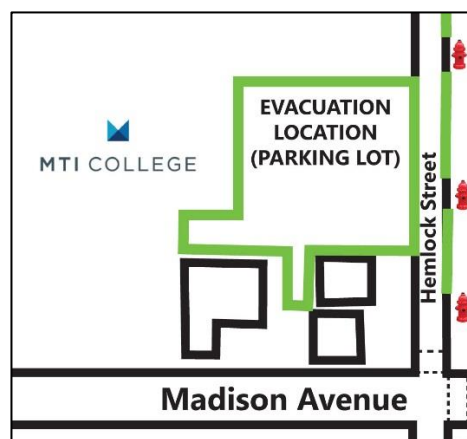 EVACUATION
LOCATION
(PARKING LOT)
MTI COLLEGE
Hemlock Street
Madison Avenue